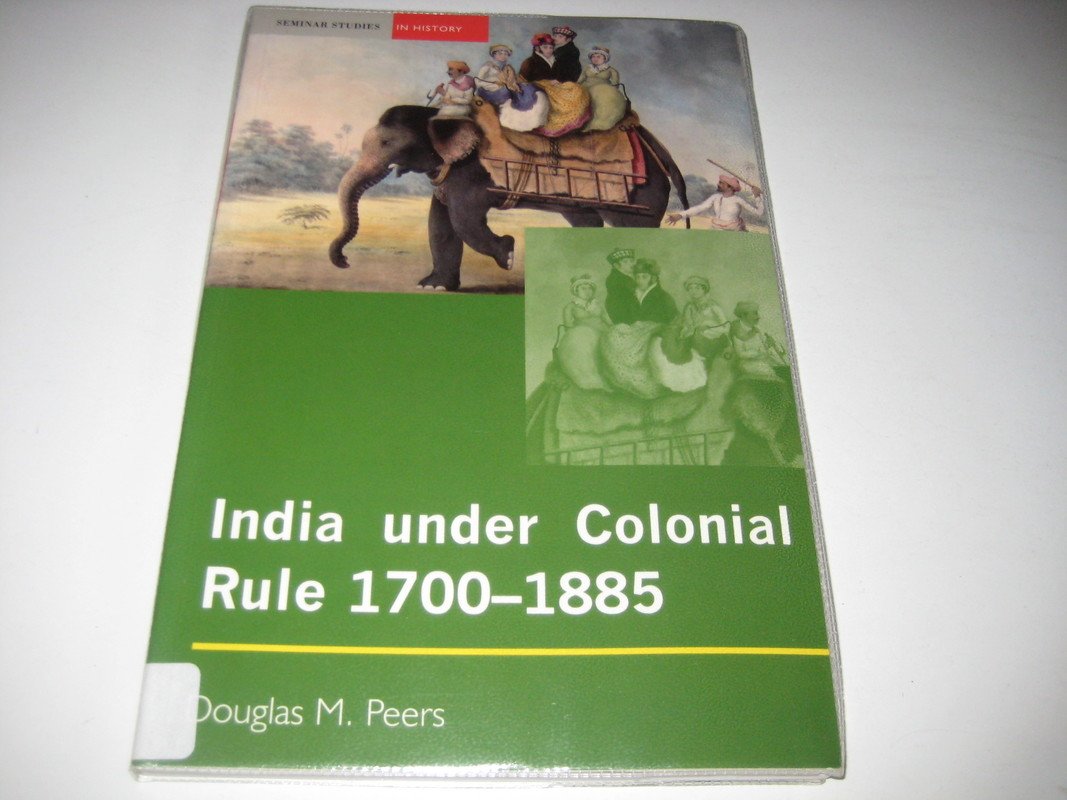 SEMINAR STUDIES IN HISTORY
India under Colonial
Rule 1700–1885
Douglas M. Peers